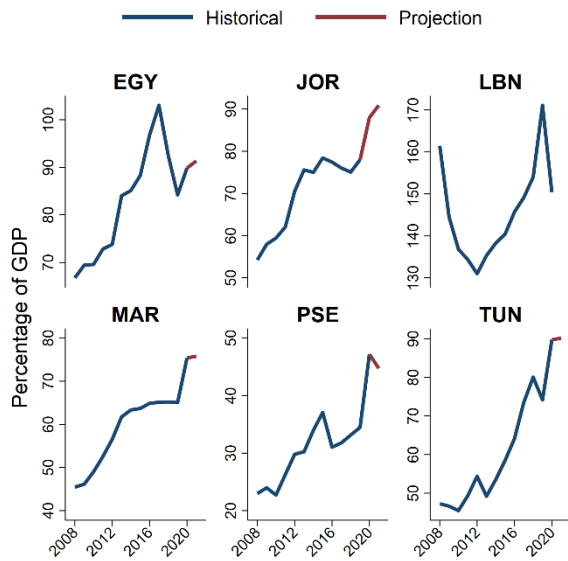 Historical Projection
EGY JOR LBN
Percentage of GDP
70 80 90 100
50 60 70 80 90
130 140 150 160 170
MAR PSE TUN
40 50 60 70 80
20 30 40 50
50 60 70 80 90
2008 2012 2016 2020
2008 2012 2016 2020
2008 2012 2016 2020